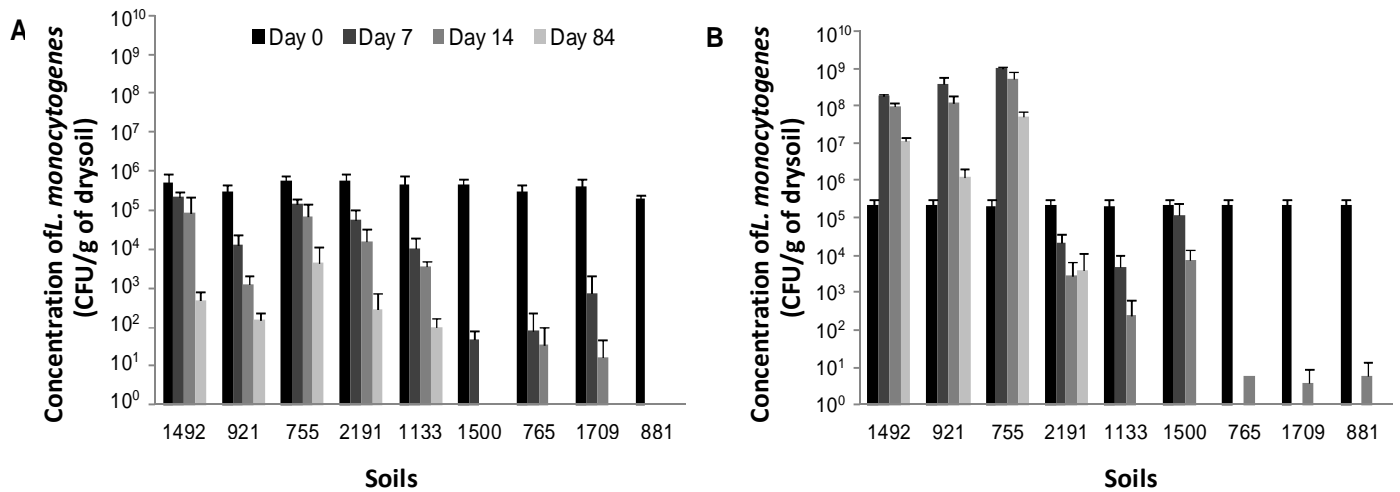 A
Concentration of L. monocytogenes
(CFU/g of drysoil)
10^10
10^9
10^8
10^7
10^6
10^5
10^4
10^3
10^2
10^1
10^0
Day 0 Day 7 Day 14 Day 84
1492 921 755 2191 1133 1500 765 1709 881
Soils
B
Concentration of L. monocytogenes
(CFU/g of drysoil)
10^10
10^9
10^8
10^7
10^6
10^5
10^4
10^3
10^2
10^1
10^0
1492 921 755 2191 1133 1500 765 1709 881
Soils